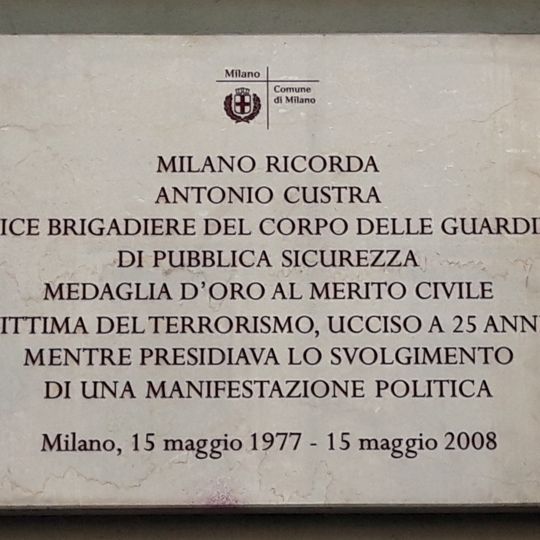 Milano
Comune
di Milano
MILANO RICORDA
ANTONIO CUSTRA
ICE BRIGADIERE DEL CORPO DELLE GUARDI
DI PUBBLICA SICUREZZA
MEDAGLIA D'ORO AL MERITO CIVILE
ITTIMA DEL TERRORISMO, UCCISO A 25 ANN
MENTRE PRESIDIAVA LO SVOLGIMENTO
DI UNA MANIFESTAZIONE POLITICA
Milano, 15 maggio 1977 - 15 maggio 2008